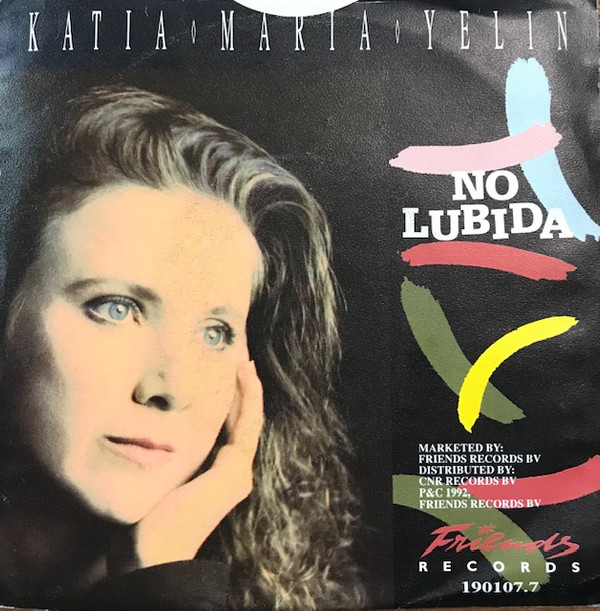 KATIA ◊ MARIA ◊ YELIN
NO
LUBIDA
MARKETED BY:
FRIENDS RECORDS BV
DISTRIBUTED BY:
CNR RECORDS BV
P&C 1992,
FRIENDS RECORDS BV
Friends
RECORDS
190107.7